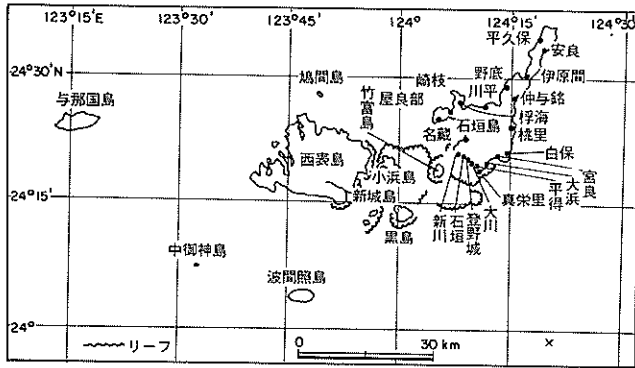 123°15'E 123°30' 123°45' 124° 124°15' 124°30'
平久保
安良
24°30'N
野底
伊原間
崎枝
川平
鳩間島
屋良部
仲与銘
与那国島
竹富島
桴海
名蔵
石垣島
桃里
西表島
白保
小浜島
宮良
24°15'
新城島
大浜
平得
真栄里
大川
登野城
石垣
新川
黒島
中御神島
波間照島
24°
リーフ
0 30 km
×